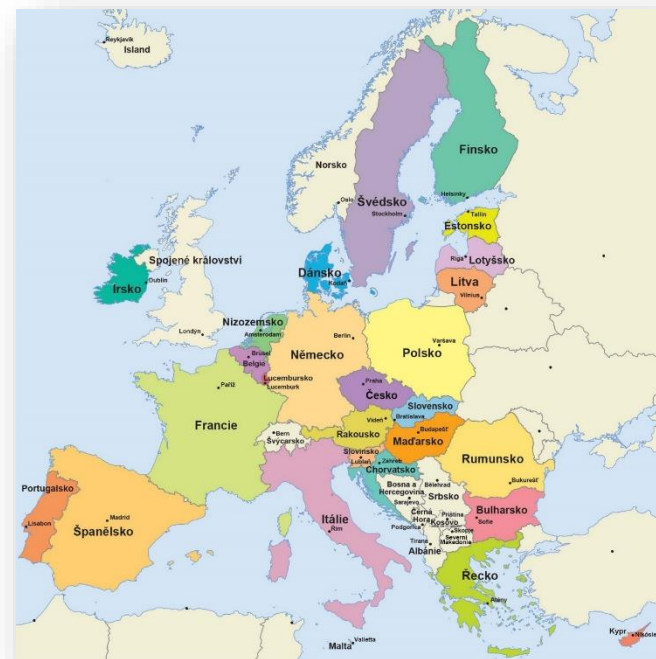 Reykjavik
Island
Finsko
Norsko
Švédsko
Helsinky
Oslo
Stockholm
Tallin
Estonsko
Spojené království
Riga
Lotyšsko
Dublin
Irsko
Dánsko
Kodaň
Litva
Vilnius
Nizozemsko
Amsterodam
Londýn
Berlín
Německo
Varšava
Polsko
Brusel
Belgie
Lucembursko
Lucemburk
Praha
Česko
Paříž
Slovensko
Bratislava
Vídeň
Francie
Bern
Švýcarsko
Rakousko
Budapešť
Maďarsko
Slovinsko
Lublaň
Záhřeb
Chorvatsko
Rumunsko
Bukurešť
Bosna a
Hercegovina
Bělehrad
Srbsko
Sarajevo
Portugalsko
Lisabon
Madrid
Španělsko
Itálie
Řím
Černá
Hora
Priština
Kosovo
Podgorica
Bulharsko
Sofie
Skopje
Severní
Makedonie
Tirana
Albánie
Řecko
Atény
Malta
Valletta
Kypr
Nikósie